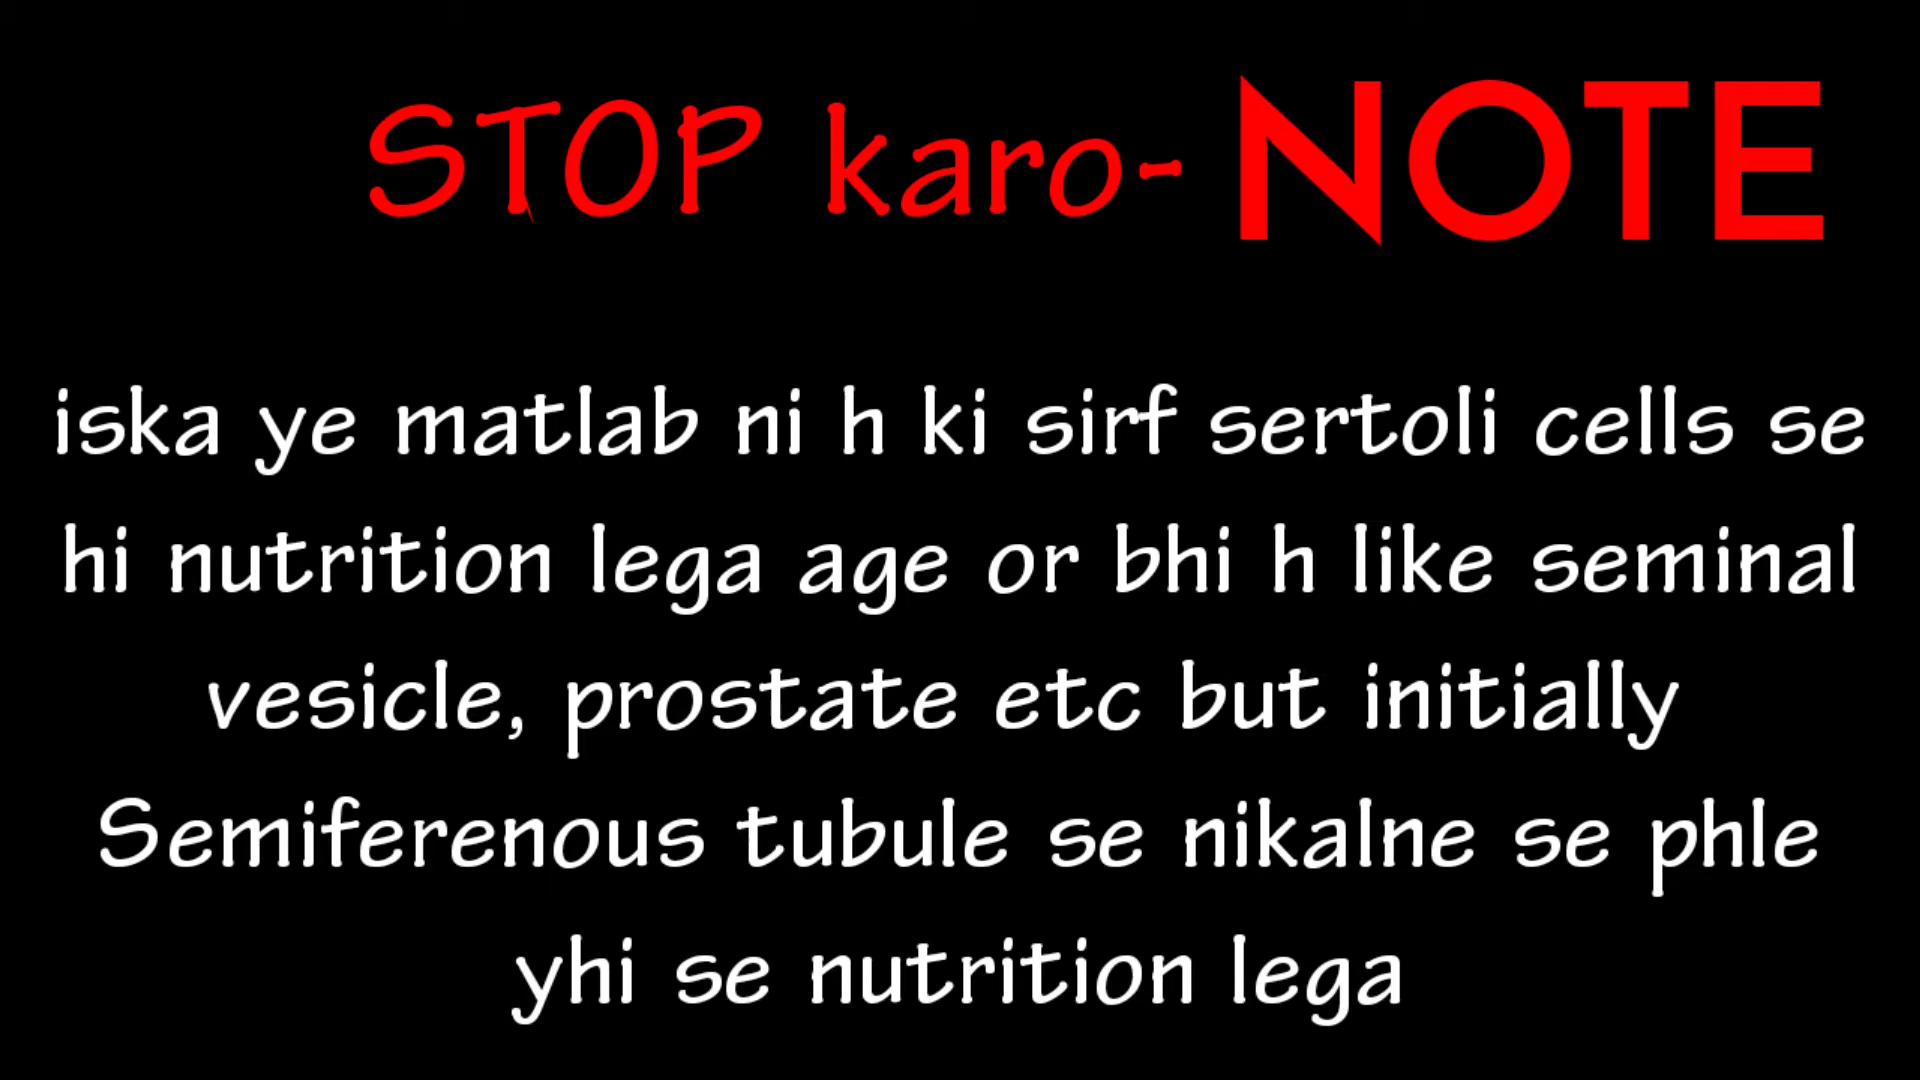 STOP karo- NOTE
iska ye matlab ni h ki sirf sertoli cells se
hi nutrition lega age or bhi h like seminal
vesicle, prostate etc but initially
Semiferenous tubule se nikalne se phle
yhi se nutrition lega